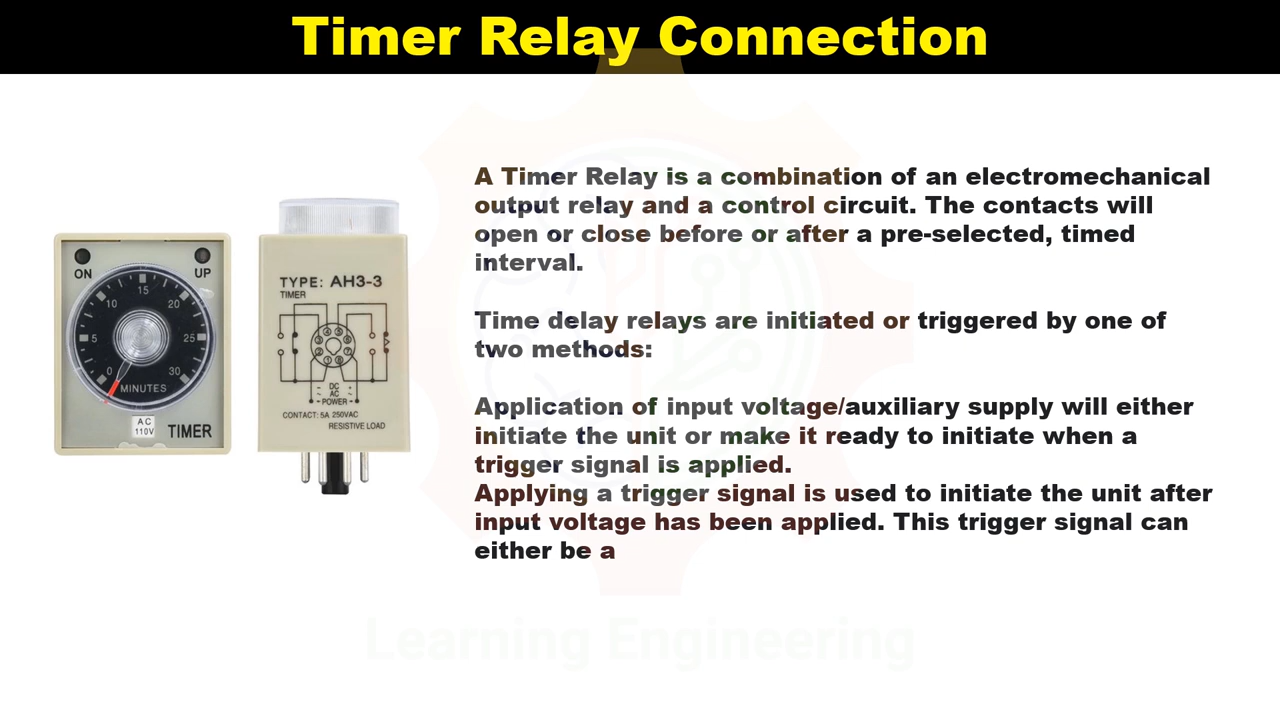 Timer Relay Connection
A Timer Relay is a combination of an electromechanical
output relay and a control circuit. The contacts will
open or close before or after a pre-selected, timed
interval.
Time delay relays are initiated or triggered by one of
two methods:
Application of input voltage/auxiliary supply will either
initiate the unit or make it ready to initiate when a
trigger signal is applied.
Applying a trigger signal is used to initiate the unit after
input voltage has been applied. This trigger signal can
either be a
ON
UP
0 5 10 15 20 25 30
MINUTES
AC
110V
TIMER
TYPE: AH3-3
TIMER
DC
AC
POWER
CONTACT: 5A 250VAC
RESISTIVE LOAD
Learning Engineering